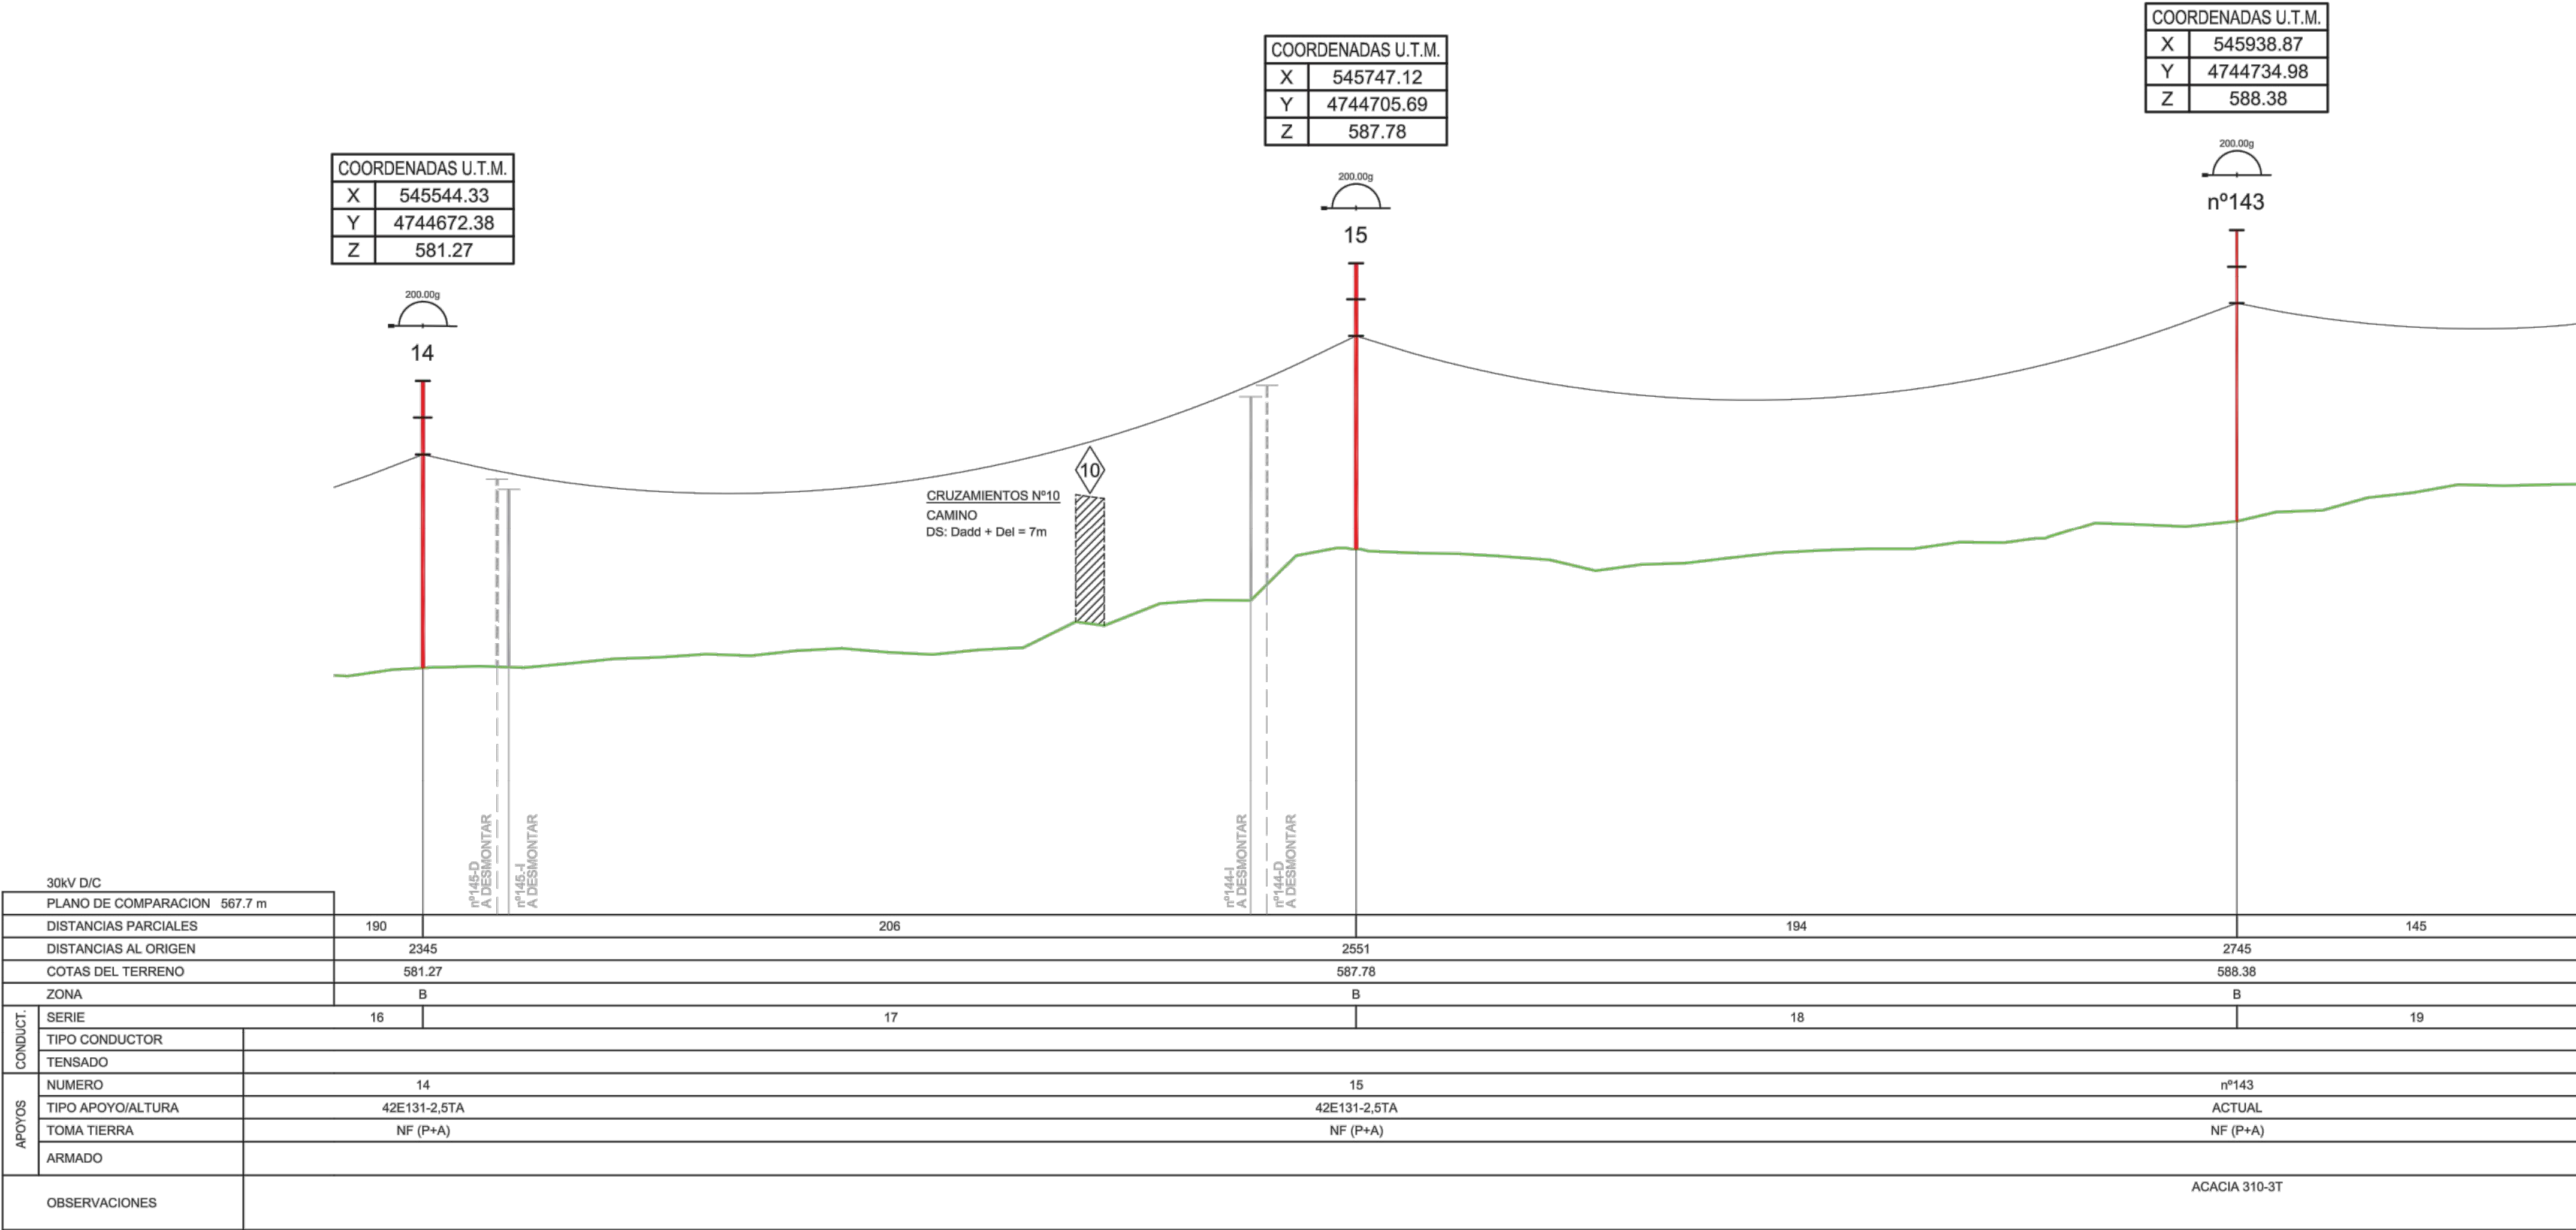 COORDENADAS U.T.M.
X 545544.33
Y 4744672.38
Z 581.27
200.00g
14
COORDENADAS U.T.M.
X 545747.12
Y 4744705.69
Z 587.78
200.00g
15
COORDENADAS U.T.M.
X 545938.87
Y 4744734.98
Z 588.38
200.00g
nº143
10
CRUZAMIENTOS Nº10
CAMINO
DS: Dadd + Del = 7m
nº145-D
A DESMONTAR
nº145.-I
A DESMONTAR
nº144-I
A DESMONTAR
nº144-D
A DESMONTAR
30kV D/C
PLANO DE COMPARACION 567.7 m
DISTANCIAS PARCIALES 190 206 194 145
DISTANCIAS AL ORIGEN 2345 2551 2745
COTAS DEL TERRENO 581.27 587.78 588.38
ZONA B B B
CONDUCT.
SERIE 16 17 18 19
TIPO CONDUCTOR
TENSADO
APOYOS
NUMERO 14 15 nº143
TIPO APOYO/ALTURA 42E131-2,5TA 42E131-2,5TA ACTUAL
TOMA TIERRA NF (P+A) NF (P+A) NF (P+A)
ARMADO
OBSERVACIONES ACACIA 310-3T